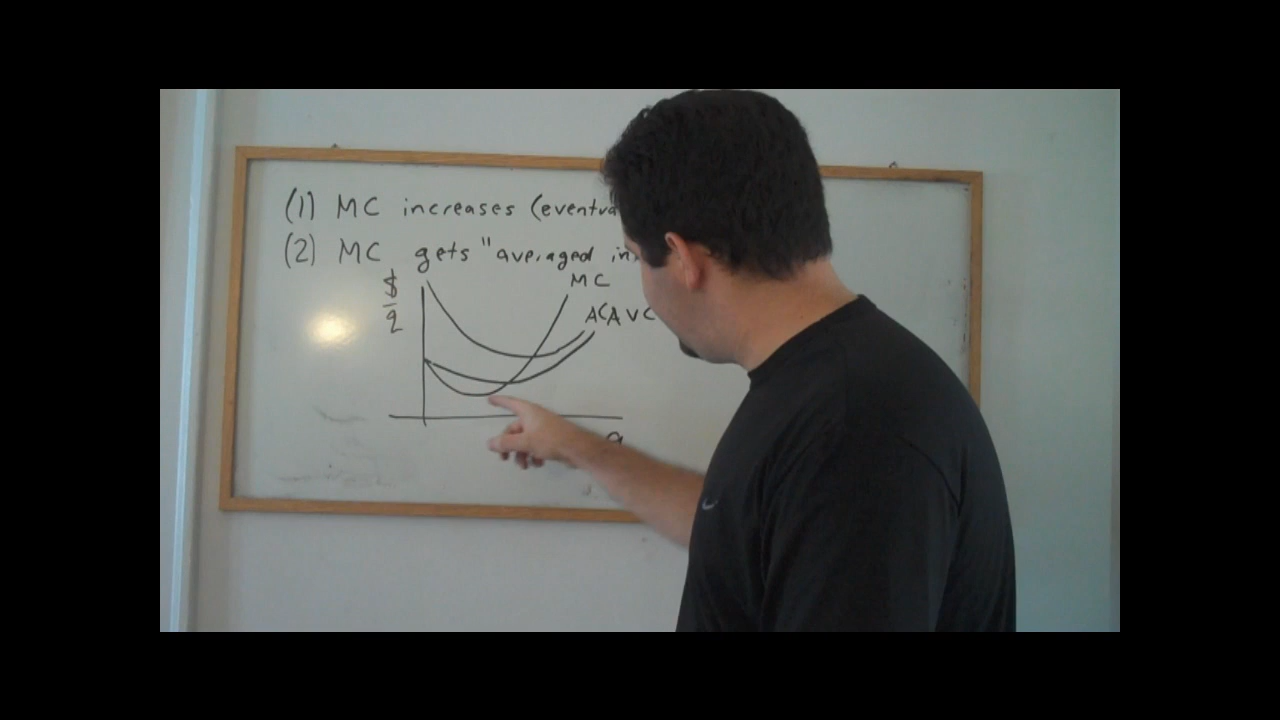 (1) MC increases (eventua
(2) MC gets "averaged in
$
q
MC
AC AVC
q